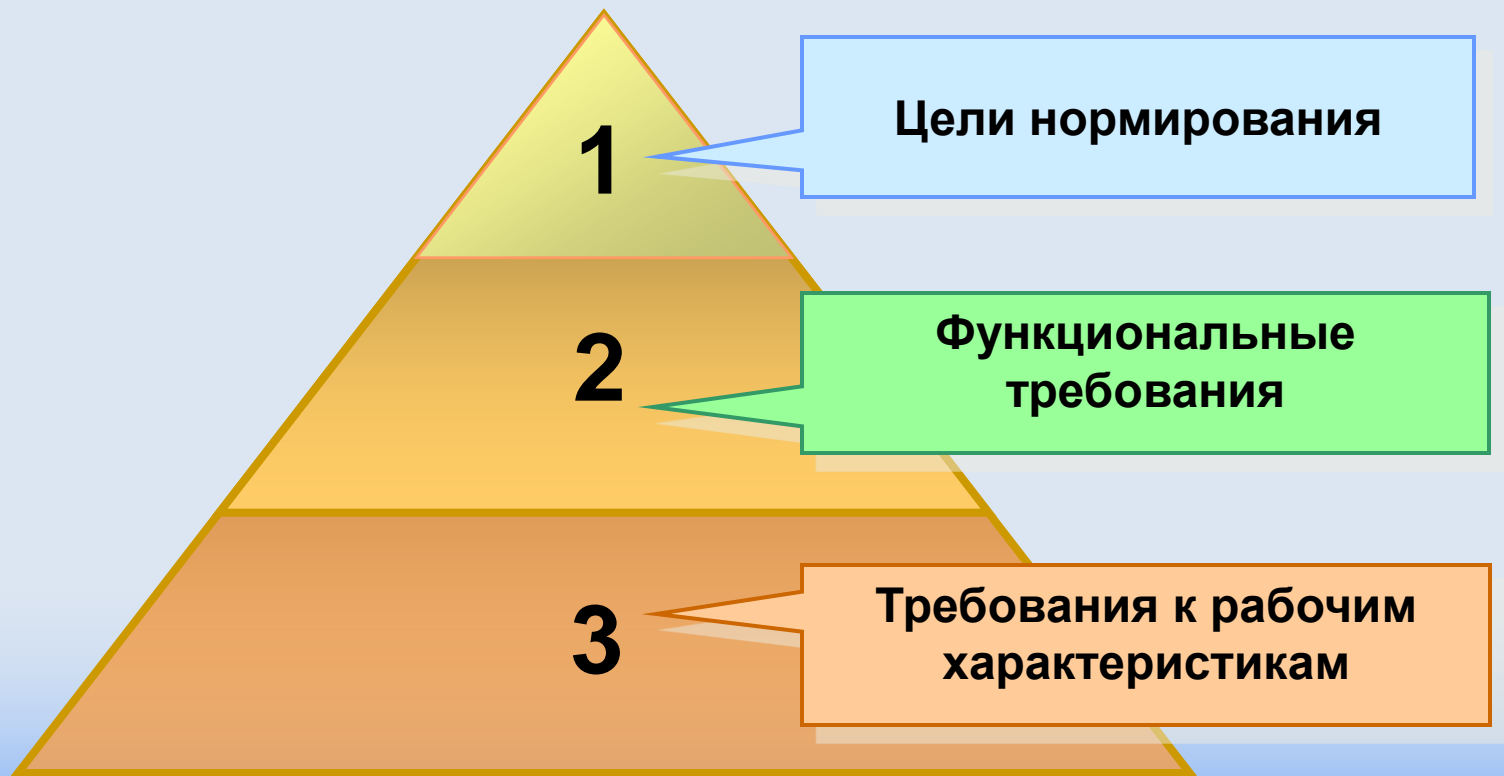 1
Цели нормирования
2
Функциональные
требования
3
Требования к рабочим
характеристикам